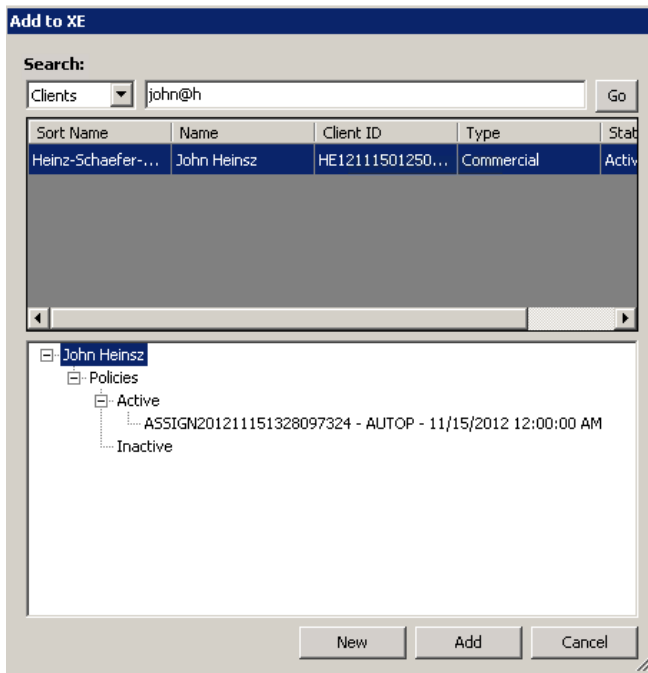 Add to XE
Search:
Clients john@h Go
Sort Name Name Client ID Type Stat
Heinz-Schaefer-... John Heinsz HE12111501250... Commercial Activ
John Heinsz
Policies
Active
ASSIGN201211151328097324 - AUTOP - 11/15/2012 12:00:00 AM
Inactive
New Add Cancel